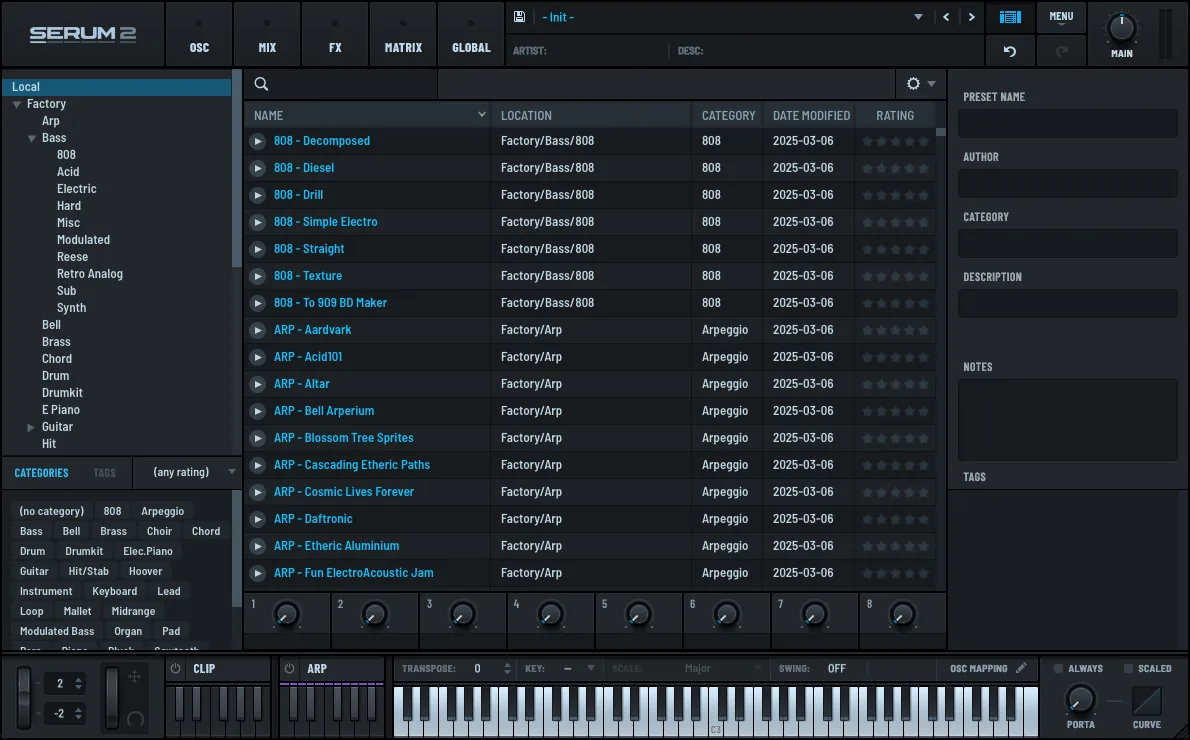 SERUM 2
OSC
MIX
FX
MATRIX
GLOBAL
- Init -
ARTIST:
DESC:
MENU
MAIN
Local
Factory
Arp
Bass
808
Acid
Electric
Hard
Misc
Modulated
Reese
Retro Analog
Sub
Synth
Bell
Brass
Chord
Drum
Drumkit
E Piano
Guitar
Hit
CATEGORIES TAGS (any rating)
(no category) 808 Arpeggio
Bass Bell Brass Choir Chord
Drum Drumkit Elec.Piano
Guitar Hit/Stab Hoover
Instrument Keyboard Lead
Loop Mallet Midrange
Modulated Bass Organ Pad
NAME LOCATION CATEGORY DATE MODIFIED RATING
808 - Decomposed Factory/Bass/808 808 2025-03-06
808 - Diesel Factory/Bass/808 808 2025-03-06
808 - Drill Factory/Bass/808 808 2025-03-06
808 - Simple Electro Factory/Bass/808 808 2025-03-06
808 - Straight Factory/Bass/808 808 2025-03-06
808 - Texture Factory/Bass/808 808 2025-03-06
808 - To 909 BD Maker Factory/Bass/808 808 2025-03-06
ARP - Aardvark Factory/Arp Arpeggio 2025-03-06
ARP - Acid101 Factory/Arp Arpeggio 2025-03-06
ARP - Altar Factory/Arp Arpeggio 2025-03-06
ARP - Bell Arperium Factory/Arp Arpeggio 2025-03-06
ARP - Blossom Tree Sprites Factory/Arp Arpeggio 2025-03-06
ARP - Cascading Etheric Paths Factory/Arp Arpeggio 2025-03-06
ARP - Cosmic Lives Forever Factory/Arp Arpeggio 2025-03-06
ARP - Daftronic Factory/Arp Arpeggio 2025-03-06
ARP - Etheric Aluminium Factory/Arp Arpeggio 2025-03-06
ARP - Fun ElectroAcoustic Jam Factory/Arp Arpeggio 2025-03-06
1 2 3 4 5 6 7 8
PRESET NAME
AUTHOR
CATEGORY
DESCRIPTION
NOTES
TAGS
2
-2
CLIP
ARP
TRANSPOSE: 0 KEY: – SCALE: Major SWING: OFF OSC MAPPING
C3
ALWAYS SCALED
PORTA CURVE